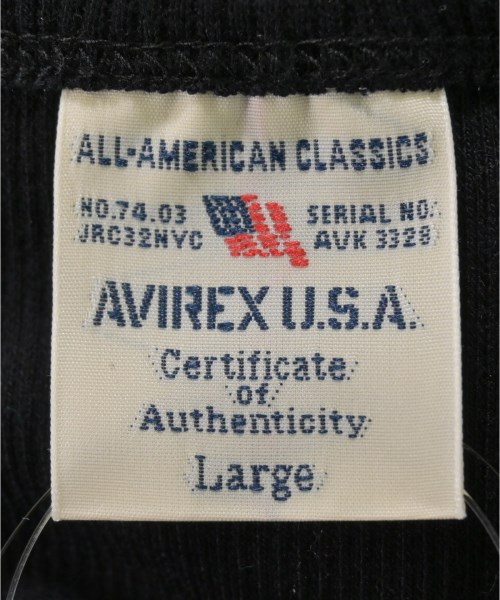 ALL-AMERICAN CLASSICS
NO.74.03 SERIAL NO:
JRC32NYC AVK 3328
AVIREX U.S.A.
Certificate
of
Authenticity
Large